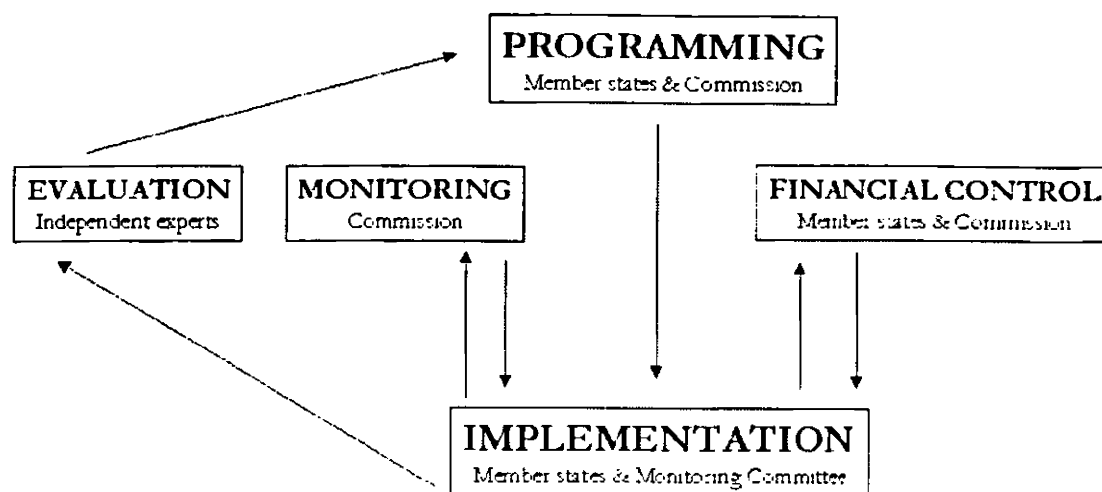 PROGRAMMING
Member states & Commission
EVALUATION
Independent experts
MONITORING
Commission
FINANCIAL CONTROL
Member states & Commission
IMPLEMENTATION
Member states & Monitoring Committee